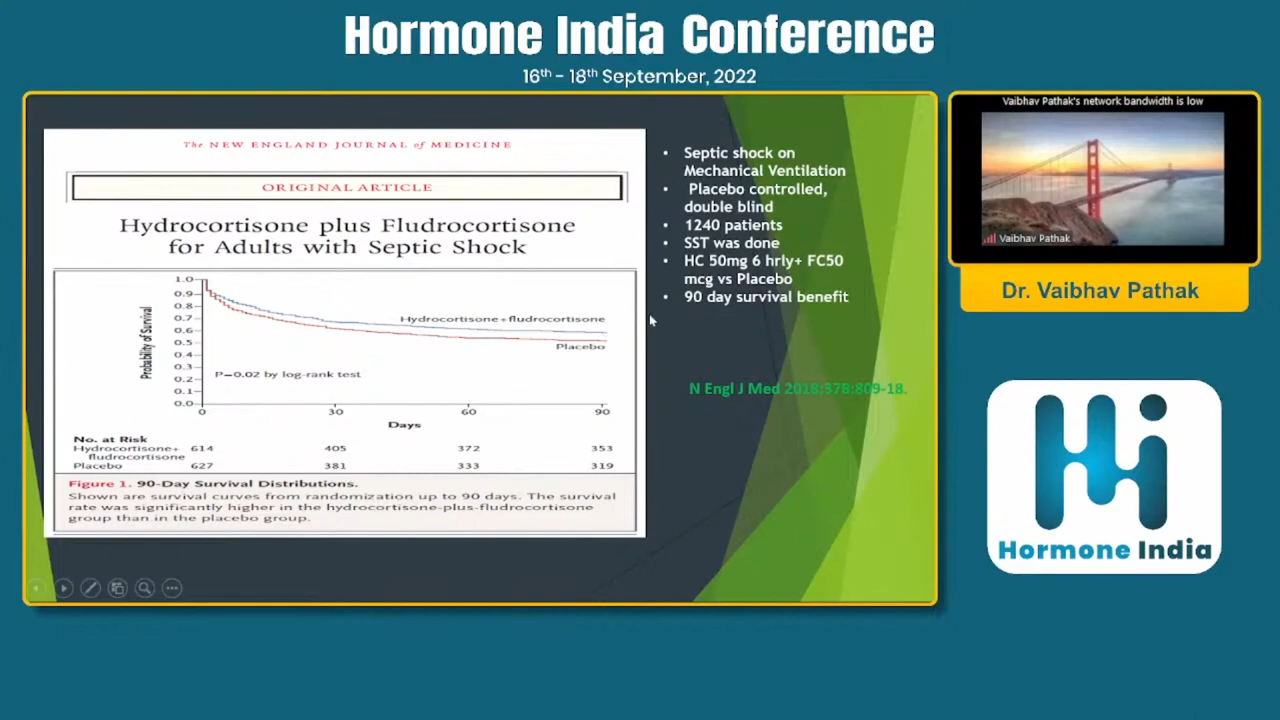 Hormone India Conference
16th - 18th September, 2022
The NEW ENGLAND JOURNAL of MEDICINE
ORIGINAL ARTICLE
Hydrocortisone plus Fludrocortisone
for Adults with Septic Shock
1.0
0.9
0.8
0.7
0.6
0.5
0.4
0.3
0.2
0.1
0.0
Probability of Survival
Hydrocortisone+fludrocortisone
Placebo
P=0.02 by log-rank test
0 30 60 90
Days
No. at Risk
Hydrocortisone+ 614 405 372 353
fludrocortisone
Placebo 627 381 333 319
Figure 1. 90-Day Survival Distributions.
Shown are survival curves from randomization up to 90 days. The survival
rate was significantly higher in the hydrocortisone-plus-fludrocortisone
group than in the placebo group.
• Septic shock on
Mechanical Ventilation
• Placebo controlled,
double blind
• 1240 patients
• SST was done
• HC 50mg 6 hrly+ FC50
mcg vs Placebo
• 90 day survival benefit
N Engl J Med 2018;378:809-18.
Vaibhav Pathak's network bandwidth is low
Vaibhav Pathak
Dr. Vaibhav Pathak
Hi
Hormone India